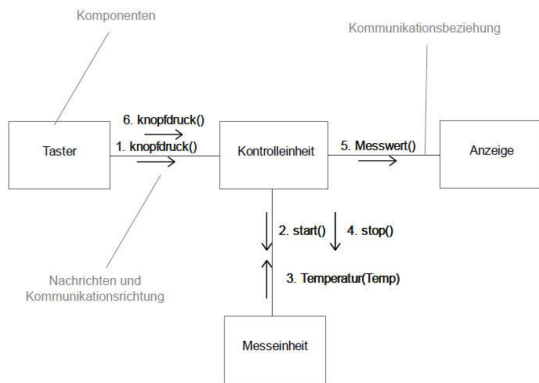 Komponenten
Kommunikationsbeziehung
6. knopfdruck()
1. knopfdruck()
Taster
Kontrolleinheit
5. Messwert()
Anzeige
2. start()
4. stop()
3. Temperatur(Temp)
Nachrichten und
Kommunikationsrichtung
Messeinheit